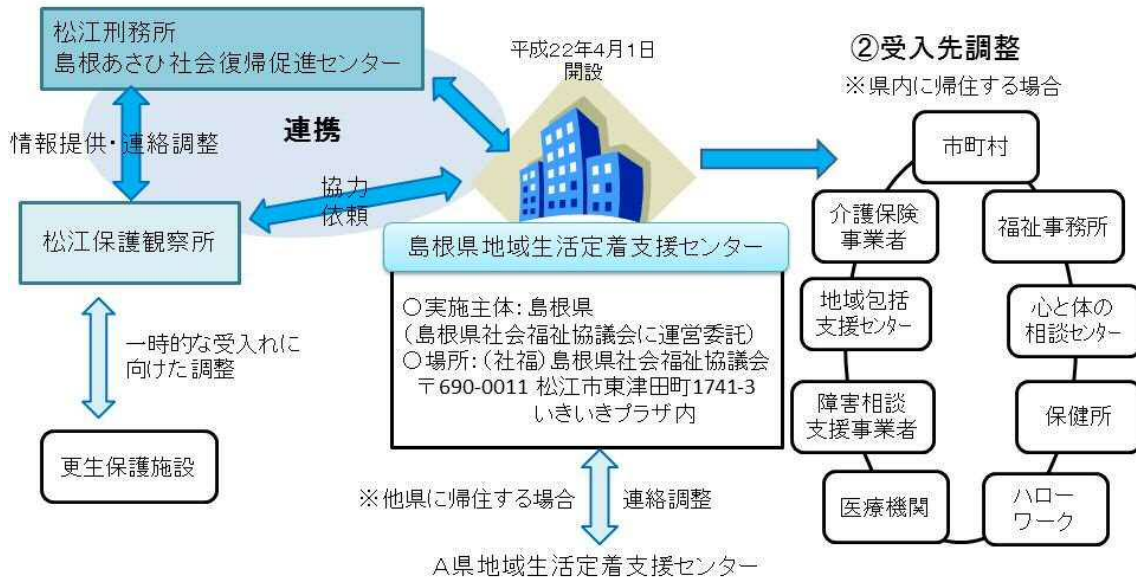 松江刑務所
島根あさひ社会復帰促進センター
平成22年4月1日
開設
②受入先調整
※県内に帰住する場合
連携
情報提供・連絡調整
協力
依頼
松江保護観察所
一時的な受入れに
向けた調整
更生保護施設
島根県地域生活定着支援センター
○実施主体:島根県
(島根県社会福祉協議会に運営委託)
○場所:(社福)島根県社会福祉協議会
〒690-0011 松江市東津田町1741-3
いきいきプラザ内
※他県に帰住する場合
連絡調整
A県地域生活定着支援センター
市町村
介護保険
事業者
福祉事務所
地域包括
支援センター
心と体の
相談センター
障害相談
支援事業者
保健所
医療機関
ハロー
ワーク